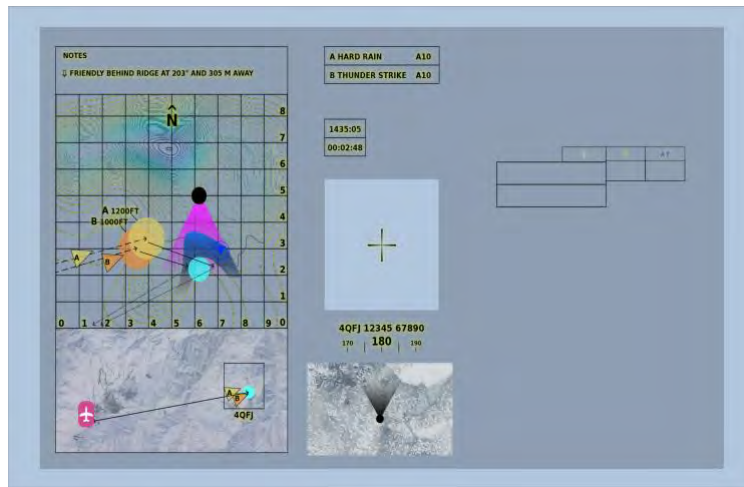 NOTES
FRIENDLY BEHIND RIDGE AT 203° AND 305 M AWAY
N
8
7
6
5
4
3
2
1
0 1 2 3 4 5 6 7 8 9 0
A 1200FT
B 1000FT
A
B
A
B
4QFJ
A HARD RAIN A10
B THUNDER STRIKE A10
1435:05
00:02:48
4QFJ 12345 67890
170 180 190